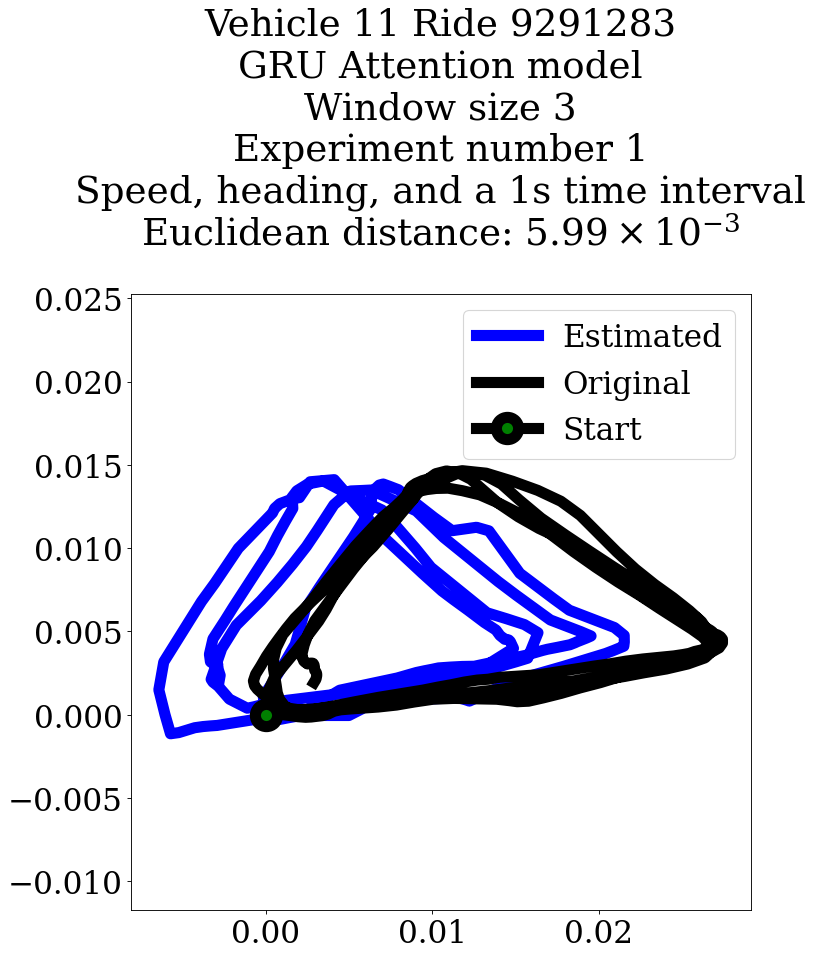 Vehicle 11 Ride 9291283
GRU Attention model
Window size 3
Experiment number 1
Speed, heading, and a 1s time interval
Euclidean distance: 5.99 × 10⁻³
0.025
0.020
0.015
0.010
0.005
0.000
−0.005
−0.010
Estimated
Original
Start
0.00 0.01 0.02